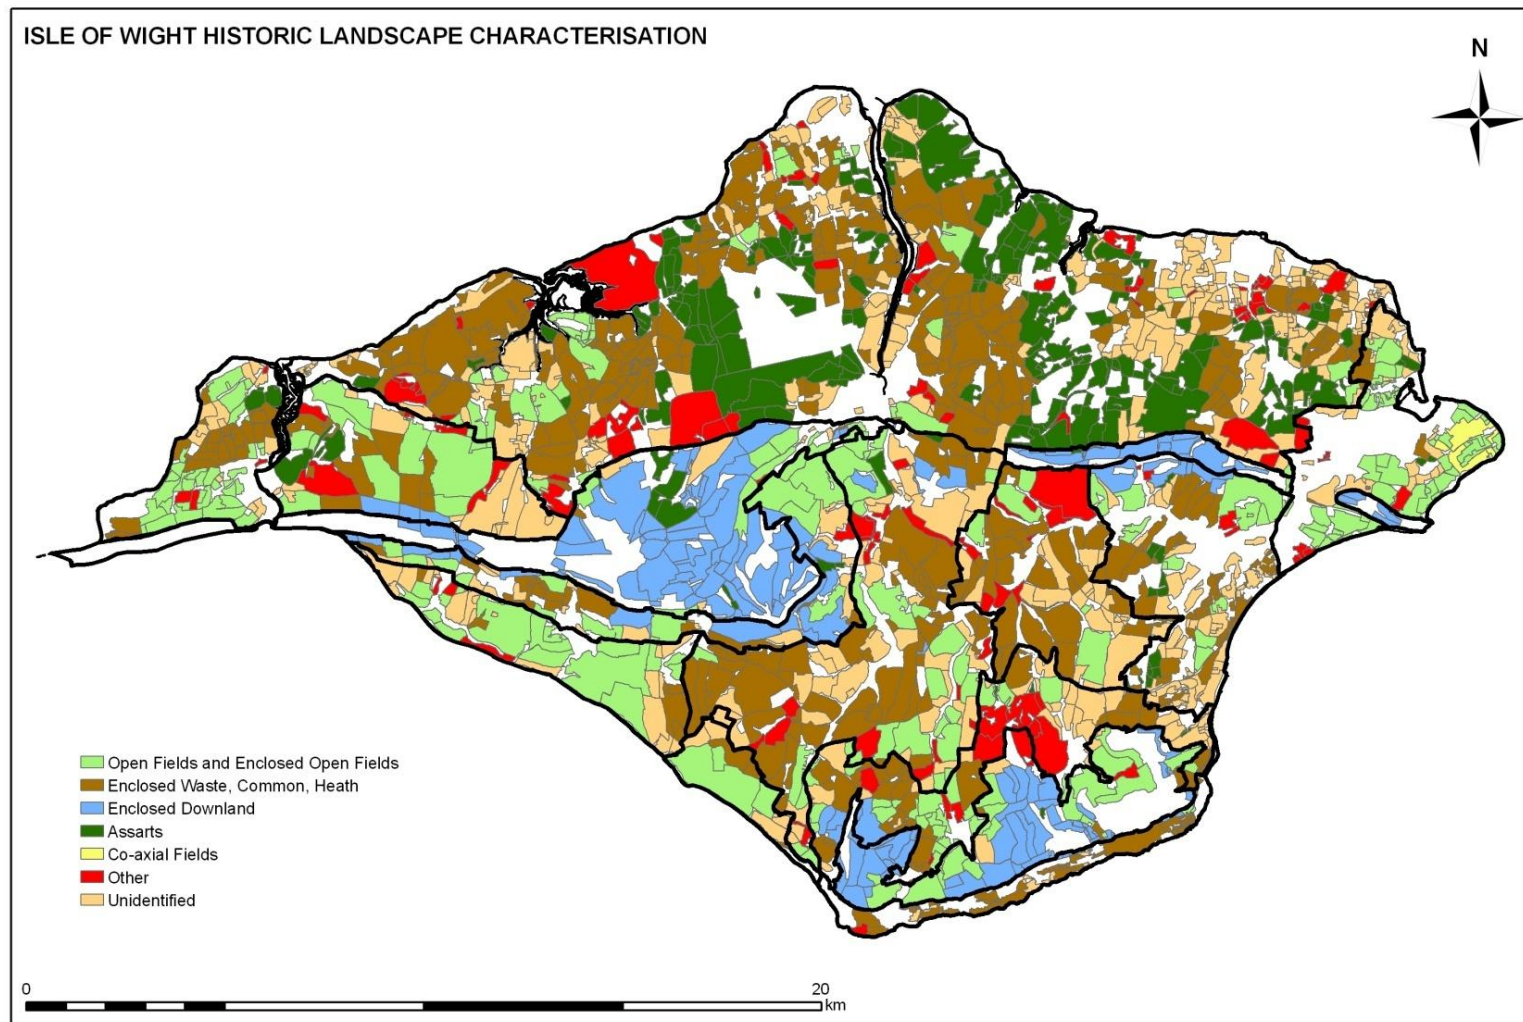 ISLE OF WIGHT HISTORIC LANDSCAPE CHARACTERISATION
N
Open Fields and Enclosed Open Fields
Enclosed Waste, Common, Heath
Enclosed Downland
Assarts
Co-axial Fields
Other
Unidentified
0 20
km